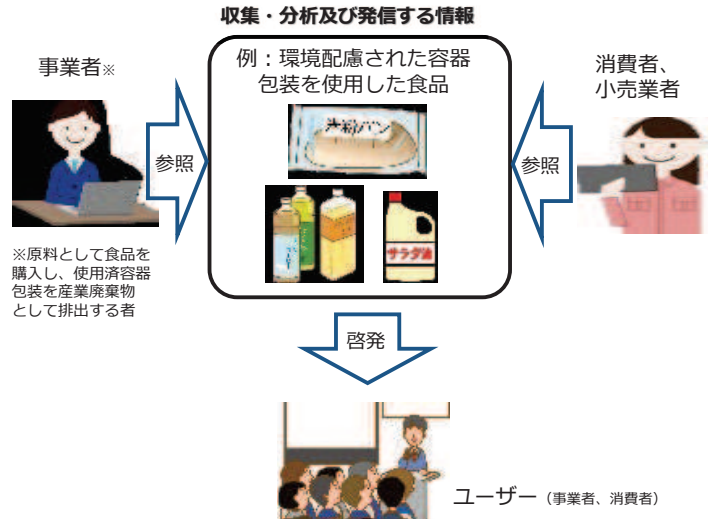 収集・分析及び発信する情報
事業者※
例：環境配慮された容器
包装を使用した食品
消費者、
小売業者
参照
参照
※原料として食品を
購入し、使用済容器
包装を産業廃棄物
として排出する者
サラダ油
啓発
ユーザー（事業者、消費者）